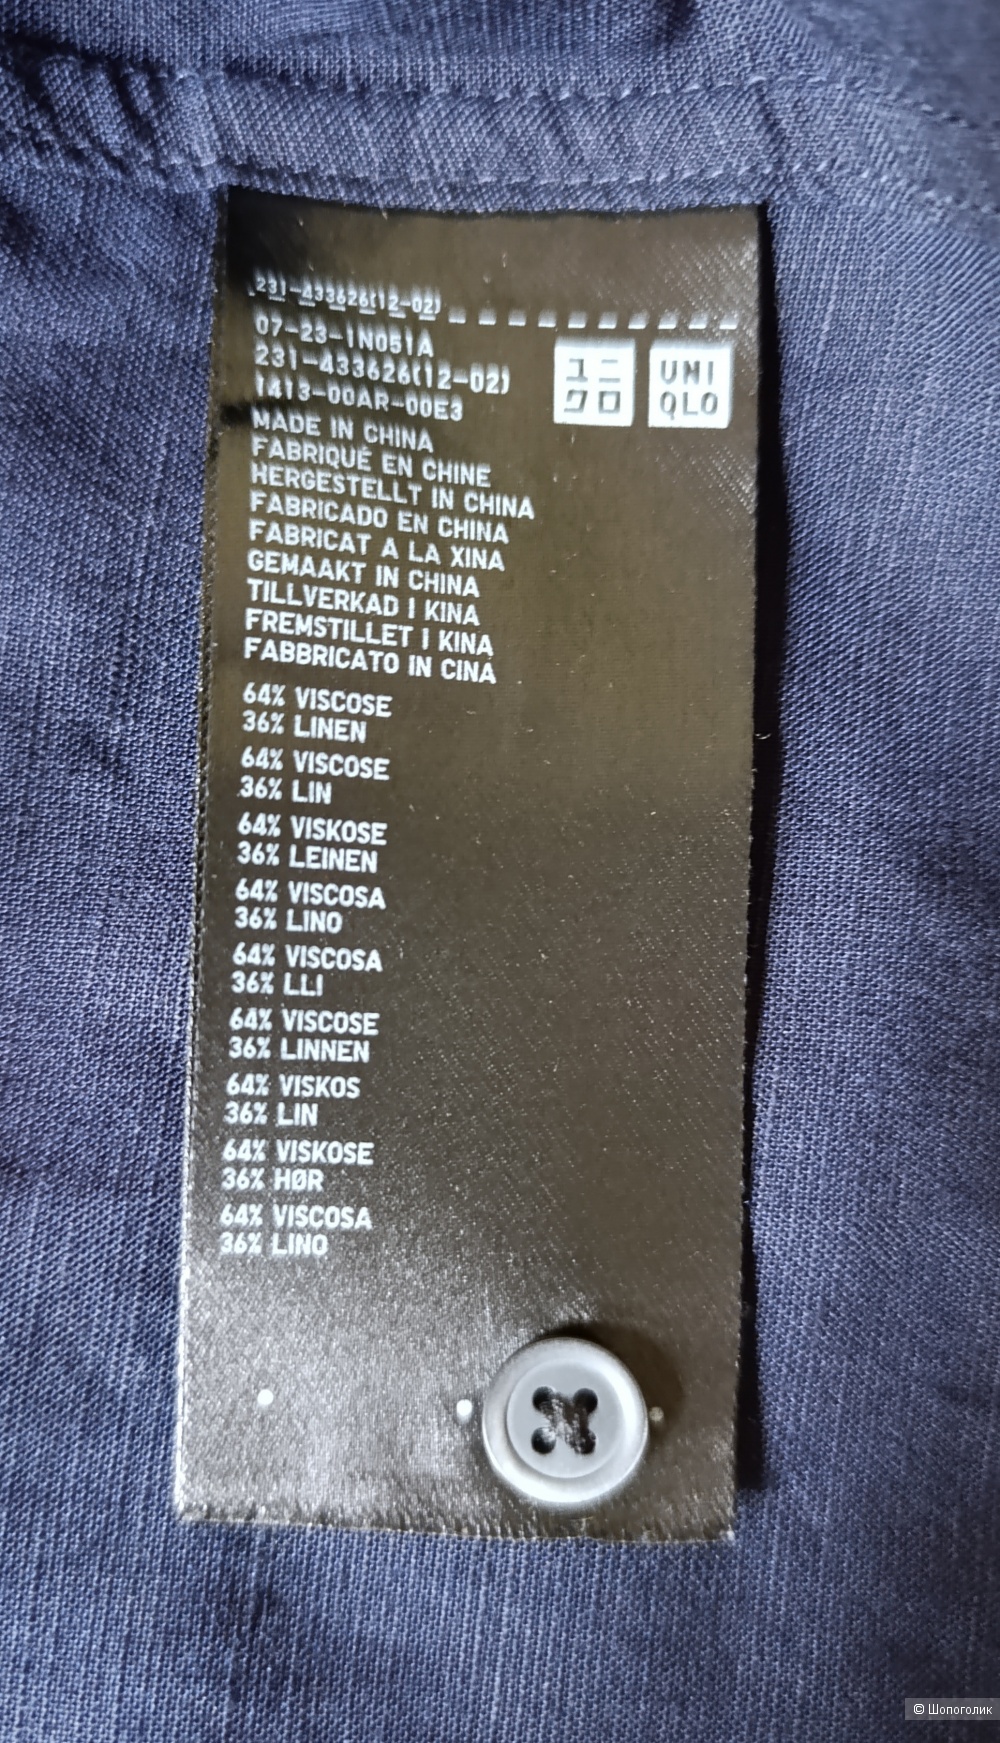 231-433626(12-02)
07-23-1N051A
231-433626(12-02)
1413-00AR-00E3
ユニ
クロ
UNI
QLO
MADE IN CHINA
FABRIQUÉ EN CHINE
HERGESTELLT IN CHINA
FABRICADO EN CHINA
FABRICAT A LA XINA
GEMAAKT IN CHINA
TILLVERKAD I KINA
FREMSTILLET I KINA
FABBRICATO IN CINA
64% VISCOSE
36% LINEN
64% VISCOSE
36% LIN
64% VISKOSE
36% LEINEN
64% VISCOSA
36% LINO
64% VISCOSA
36% LLI
64% VISCOSE
36% LINNEN
64% VISKOS
36% LIN
64% VISKOSE
36% HØR
64% VISCOSA
36% LINO
© Шопоголик